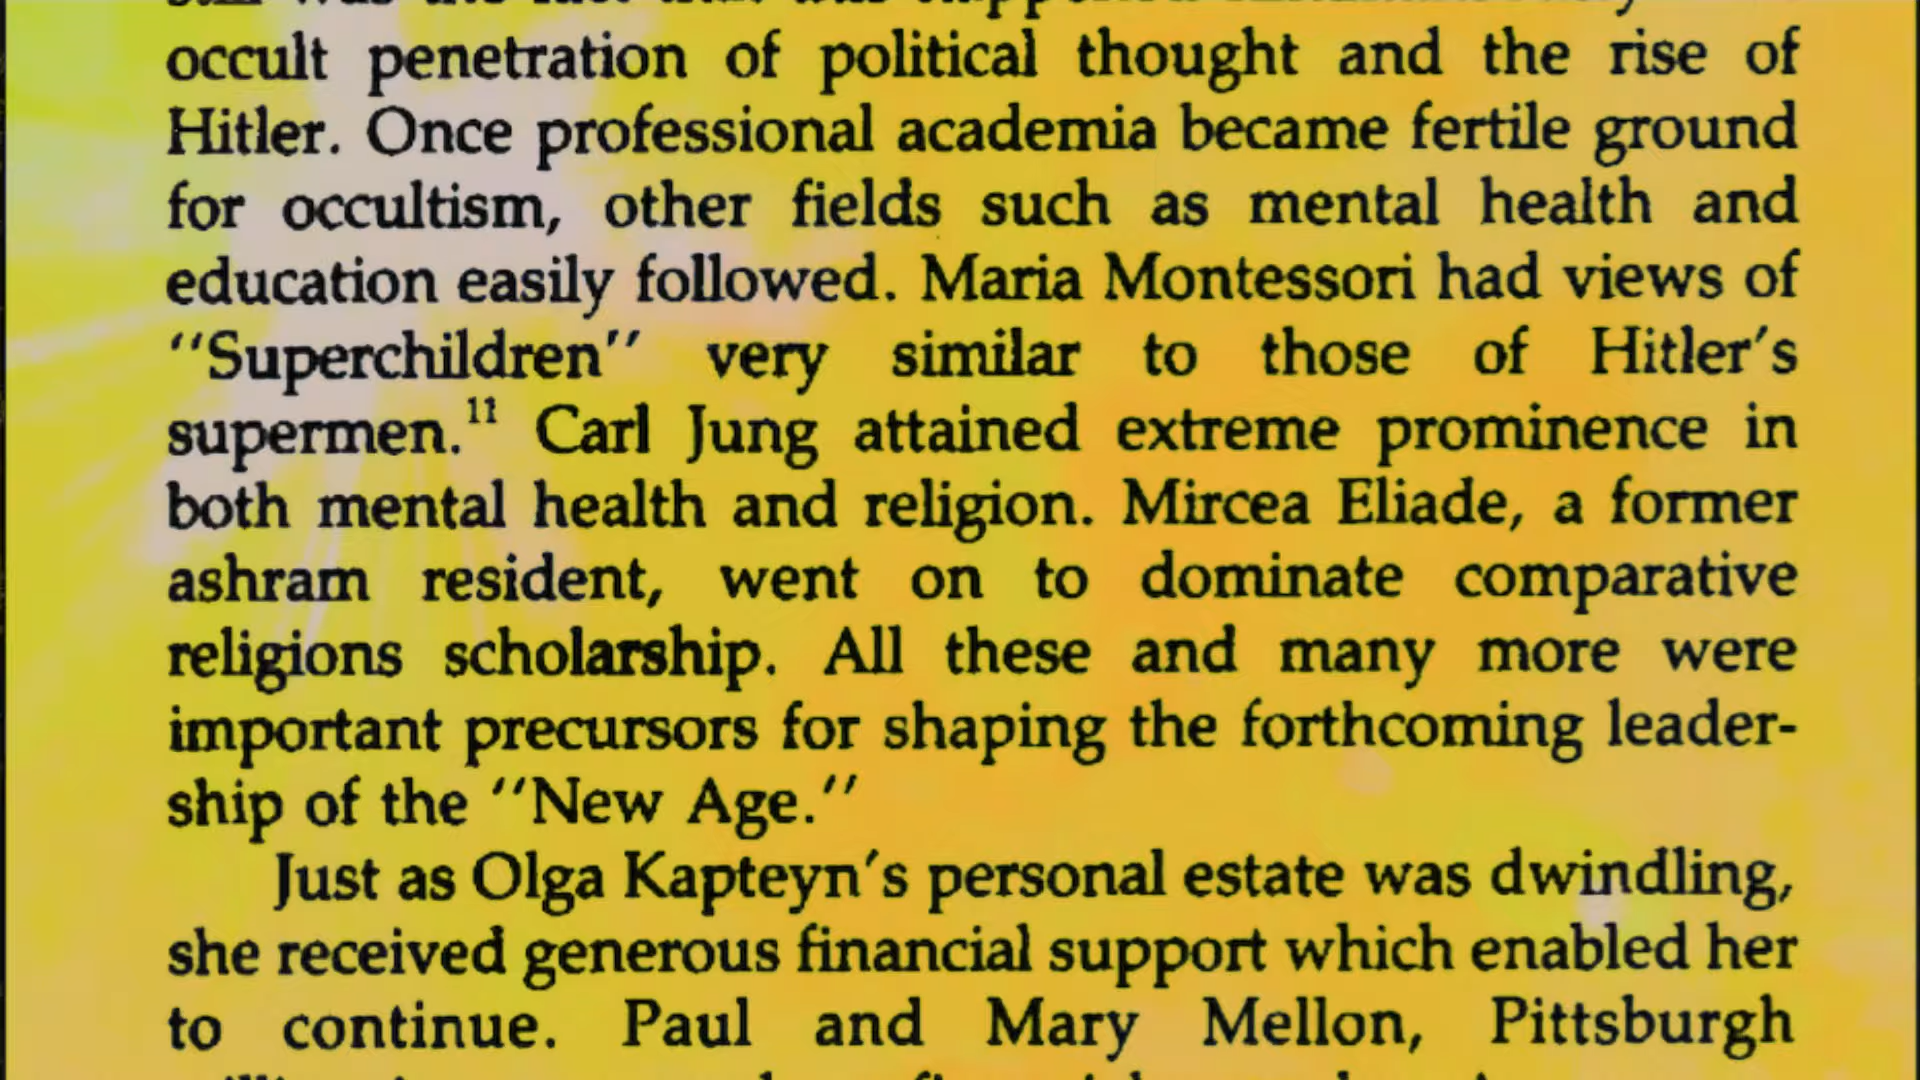 occult penetration of political thought and the rise of
Hitler. Once professional academia became fertile ground
for occultism, other fields such as mental health and
education easily followed. Maria Montessori had views of
"Superchildren" very similar to those of Hitler's
supermen.11 Carl Jung attained extreme prominence in
both mental health and religion. Mircea Eliade, a former
ashram resident, went on to dominate comparative
religions scholarship. All these and many more were
important precursors for shaping the forthcoming leader-
ship of the "New Age."
Just as Olga Kapteyn's personal estate was dwindling,
she received generous financial support which enabled her
to continue. Paul and Mary Mellon, Pittsburgh